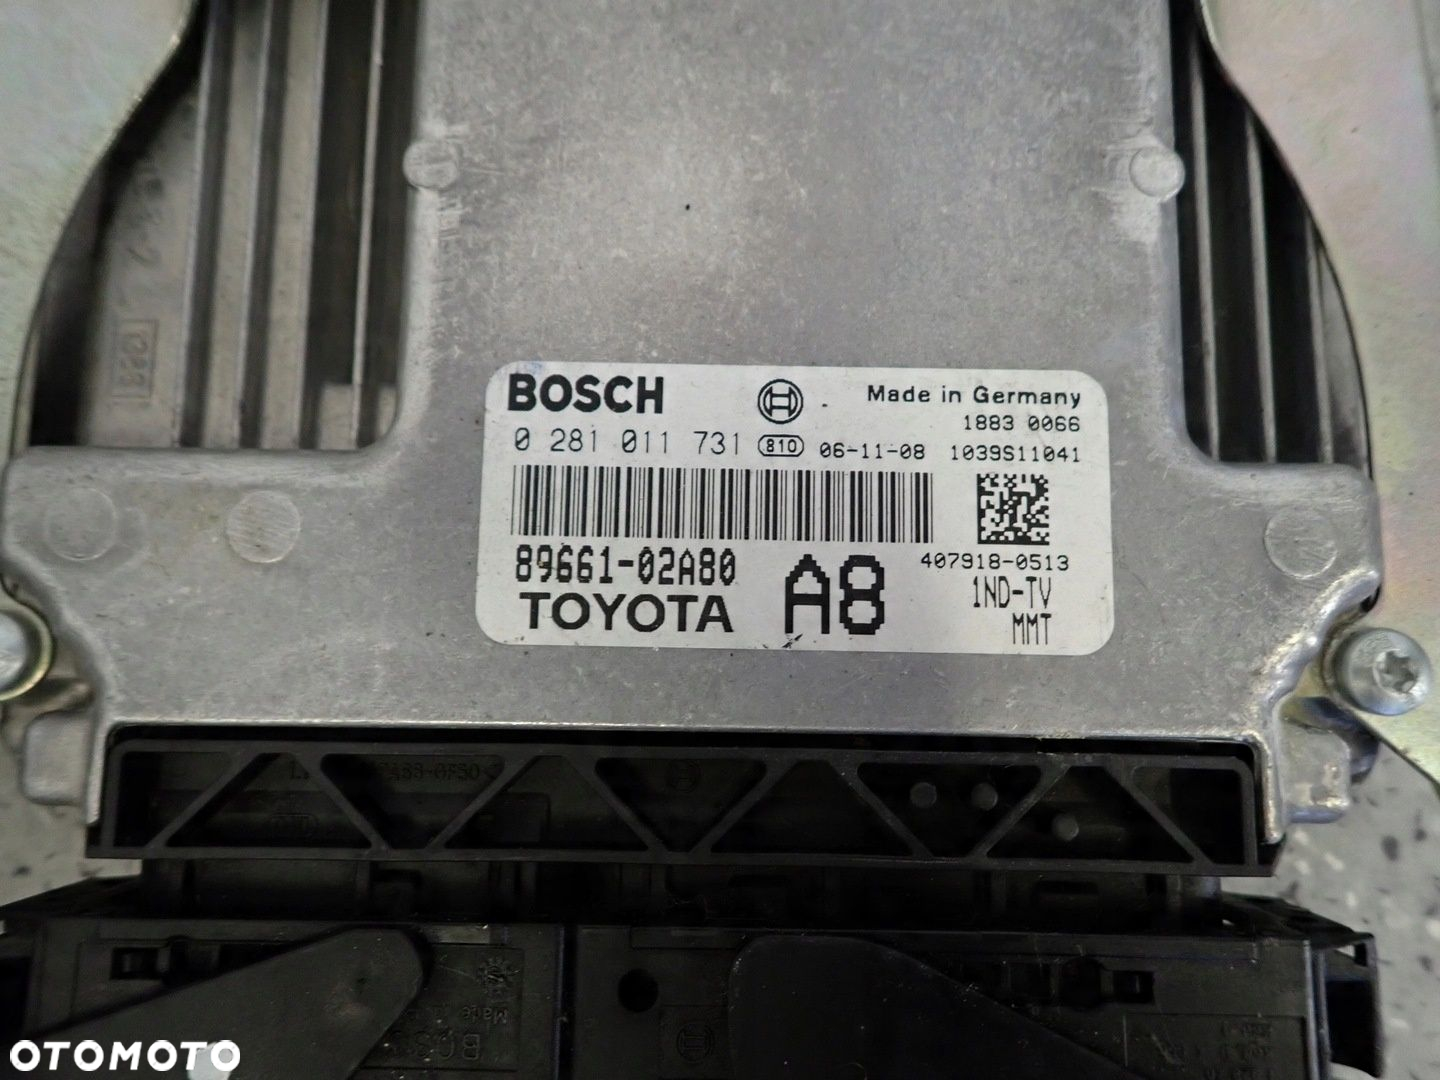 BOSCH
Made in Germany
1883 0066
0 281 011 731 810 06-11-08 1039S11041
89661-02A80
A8
407918-0513
TOYOTA
1ND-TV
MMT
OTOMOTO